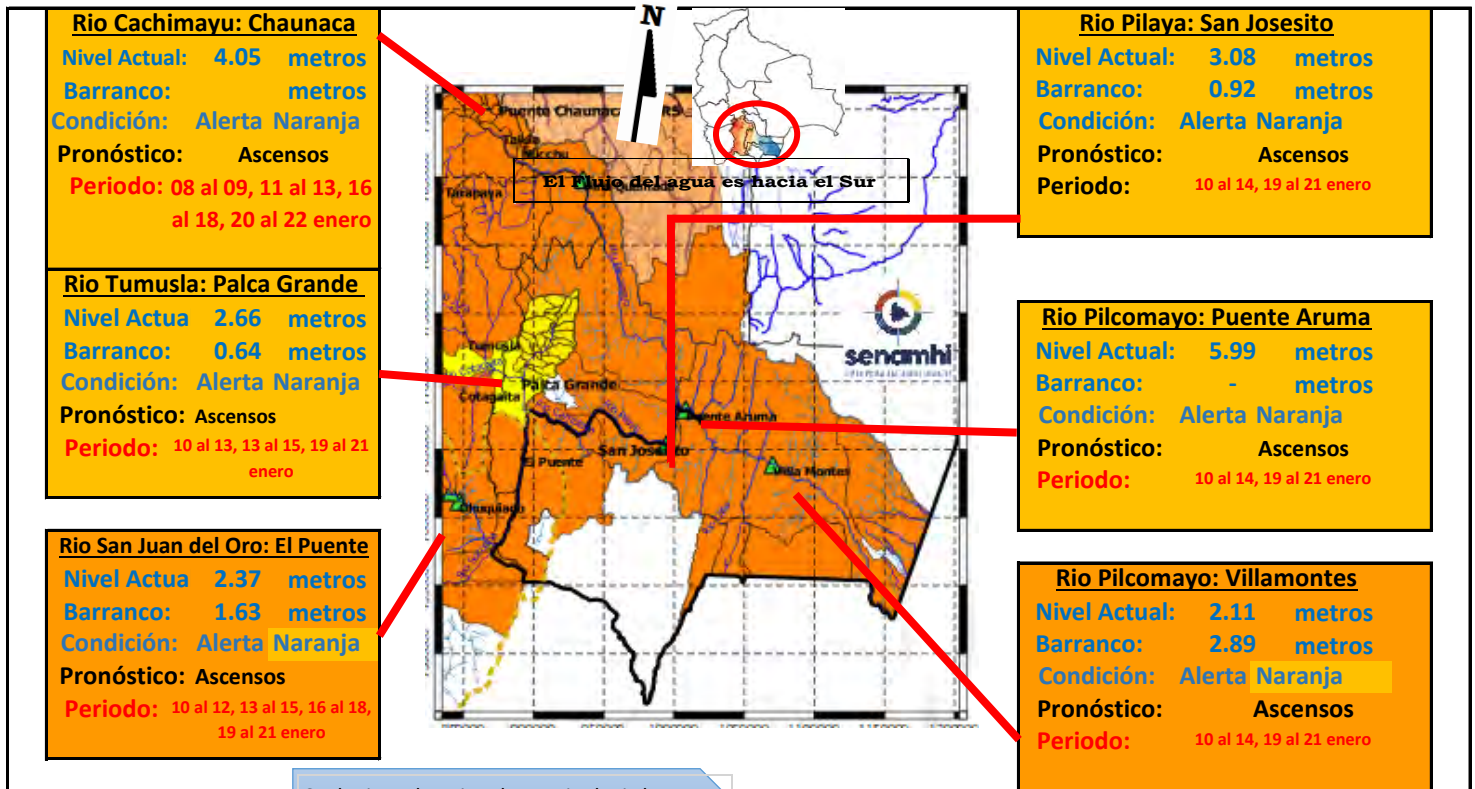 Rio Cachimayu: Chaunaca
Nivel Actual: 4.05 metros
Barranco: metros
Condición: Alerta Naranja
Pronóstico: Ascensos
Periodo: 08 al 09, 11 al 13, 16
al 18, 20 al 22 enero
Rio Tumusla: Palca Grande
Nivel Actua 2.66 metros
Barranco: 0.64 metros
Condición: Alerta Naranja
Pronóstico: Ascensos
Periodo: 10 al 13, 13 al 15, 19 al 21
enero
Rio San Juan del Oro: El Puente
Nivel Actua 2.37 metros
Barranco: 1.63 metros
Condición: Alerta Naranja
Pronóstico: Ascensos
Periodo: 10 al 12, 13 al 15, 16 al 18,
19 al 21 enero
N
Puente Chaunaca
Tarapaya
El Flujo del agua es hacia el Sur
senamhi
Tumusla
Palca Grande
Cotagaita
Puente Aruma
San Josesito
El Puente
Villa Montes
Chuquiago
Rio Pilaya: San Josesito
Nivel Actual: 3.08 metros
Barranco: 0.92 metros
Condición: Alerta Naranja
Pronóstico: Ascensos
Periodo: 10 al 14, 19 al 21 enero
Rio Pilcomayo: Puente Aruma
Nivel Actual: 5.99 metros
Barranco: - metros
Condición: Alerta Naranja
Pronóstico: Ascensos
Periodo: 10 al 14, 19 al 21 enero
Rio Pilcomayo: Villamontes
Nivel Actual: 2.11 metros
Barranco: 2.89 metros
Condición: Alerta Naranja
Pronóstico: Ascensos
Periodo: 10 al 14, 19 al 21 enero